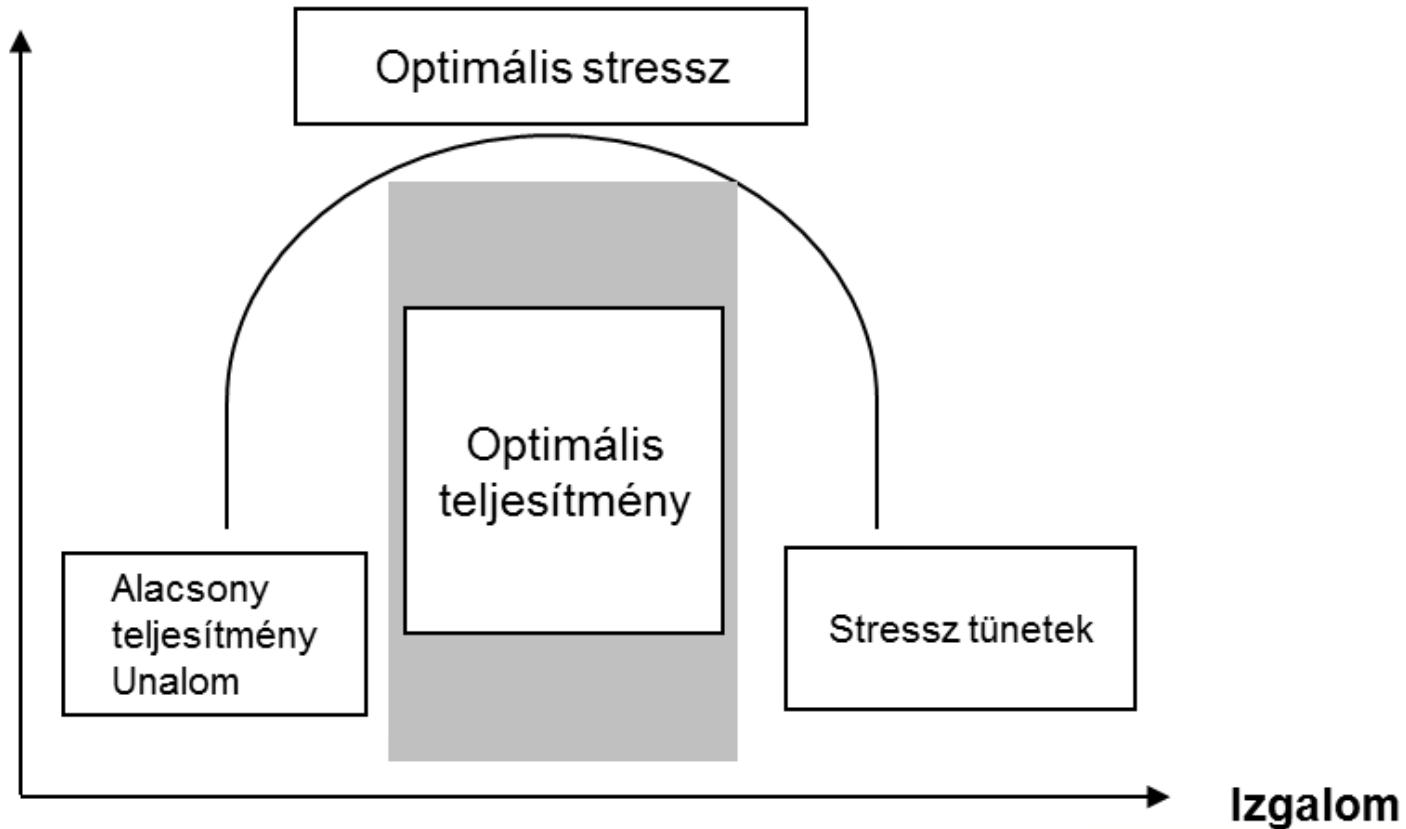 Optimális stressz
Optimális
teljesítmény
Alacsony
teljesítmény
Unalom
Stressz tünetek
Izgalom